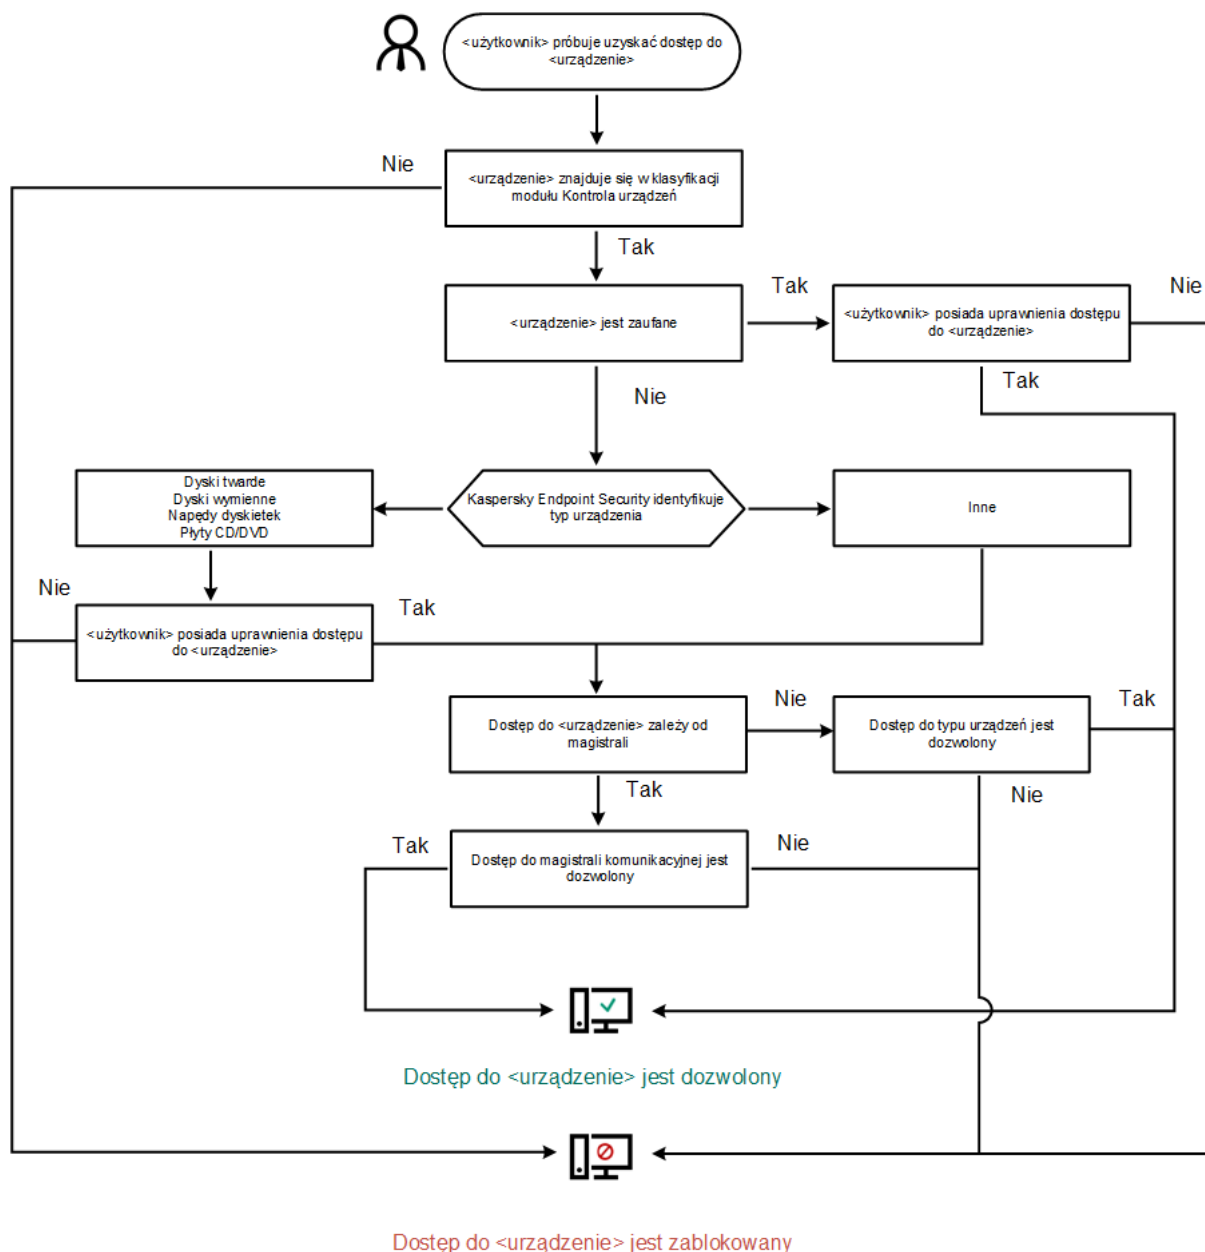 <użytkownik> próbuje uzyskać dostęp do
<urządzenie>
Nie
<urządzenie> znajduje się w klasyfikacji
modułu Kontrola urządzeń
Tak
Tak
Nie
<urządzenie> jest zaufane
<użytkownik> posiada uprawnienia dostępu
do <urządzenie>
Nie
Tak
Dyski twarde
Dyski wymienne
Napędy dyskietek
Płyty CD/DVD
Kaspersky Endpoint Security identyfikuje
typ urządzenia
Inne
Nie
Tak
<użytkownik> posiada uprawnienia dostępu
do <urządzenie>
Nie
Tak
Dostęp do <urządzenie> zależy od
magistrali
Dostęp do typu urządzeń jest
dozwolony
Tak
Nie
Tak
Nie
Dostęp do magistrali komunikacyjnej jest
dozwolony
Dostęp do <urządzenie> jest dozwolony
Dostęp do <urządzenie> jest zablokowany